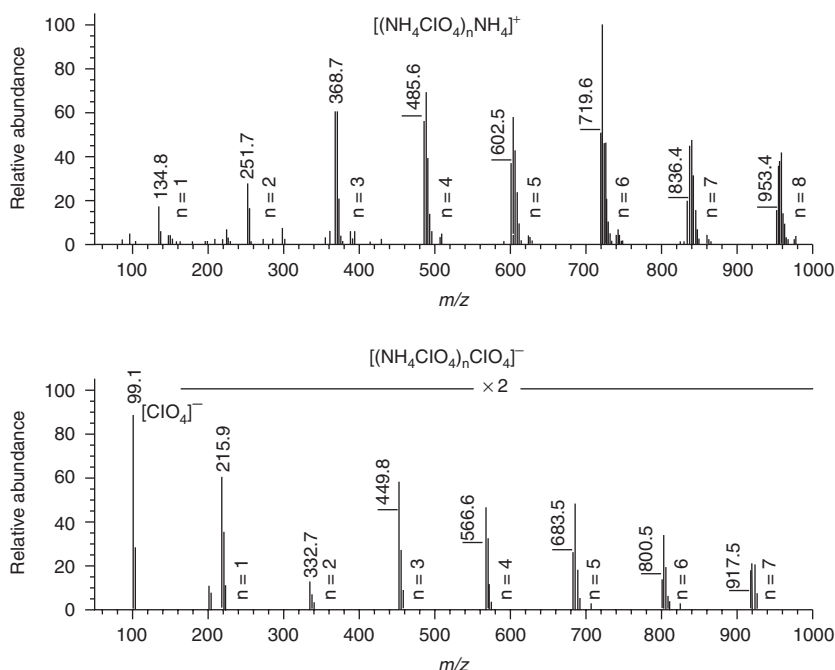 [(NH4ClO4)nNH4]+
Relative abundance
100
80
60
40
20
0
134.8
n = 1
251.7
n = 2
368.7
n = 3
485.6
n = 4
602.5
n = 5
719.6
n = 6
836.4
n = 7
953.4
n = 8
100 200 300 400 500 600 700 800 900 1000
m/z
[(NH4ClO4)nClO4]−
× 2
Relative abundance
100
80
60
40
20
0
99.1
[ClO4]−
215.9
n = 1
332.7
n = 2
449.8
n = 3
566.6
n = 4
683.5
n = 5
800.5
n = 6
917.5
n = 7
100 200 300 400 500 600 700 800 900 1000
m/z